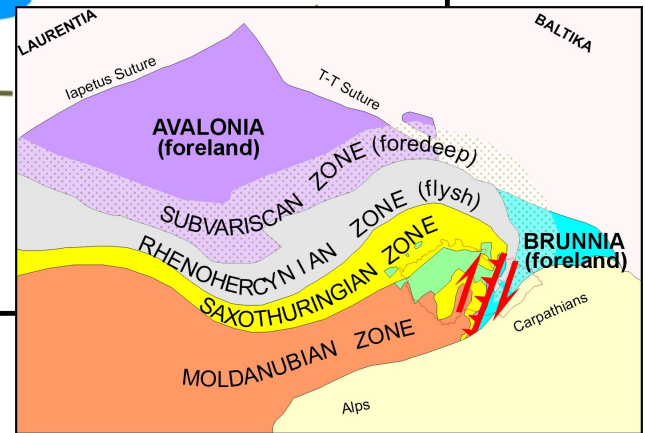 LAURENTIA
BALTIKA
Iapetus Suture
T-T Suture
AVALONIA
(foreland)
SUBVARISCAN ZONE (foredeep)
RHENOHERCYNIAN ZONE (flysh)
SAXOTHURINGIAN ZONE
BRUNNIA
(foreland)
MOLDANUBIAN ZONE
Carpathians
Alps